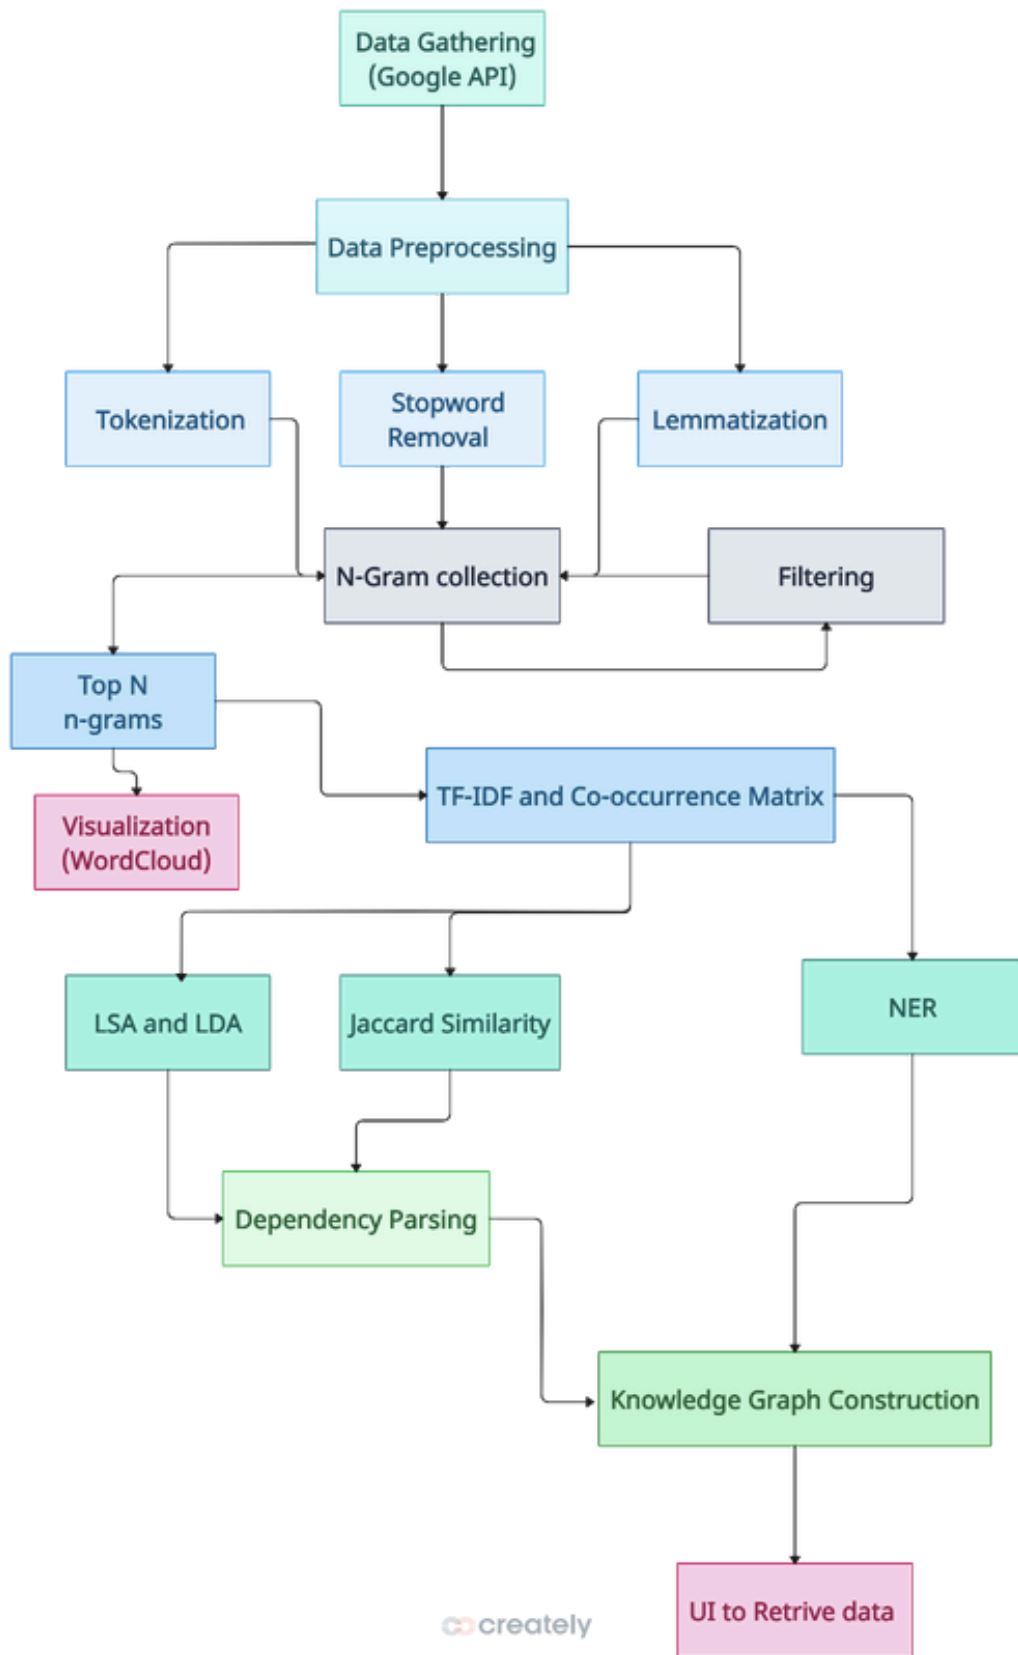 Data Gathering
(Google API)
Data Preprocessing
Tokenization
Stopword
Removal
Lemmatization
N-Gram collection
Filtering
Top N
n-grams
TF-IDF and Co-occurrence Matrix
Visualization
(WordCloud)
LSA and LDA
Jaccard Similarity
NER
Dependency Parsing
Knowledge Graph Construction
UI to Retrive data
creately